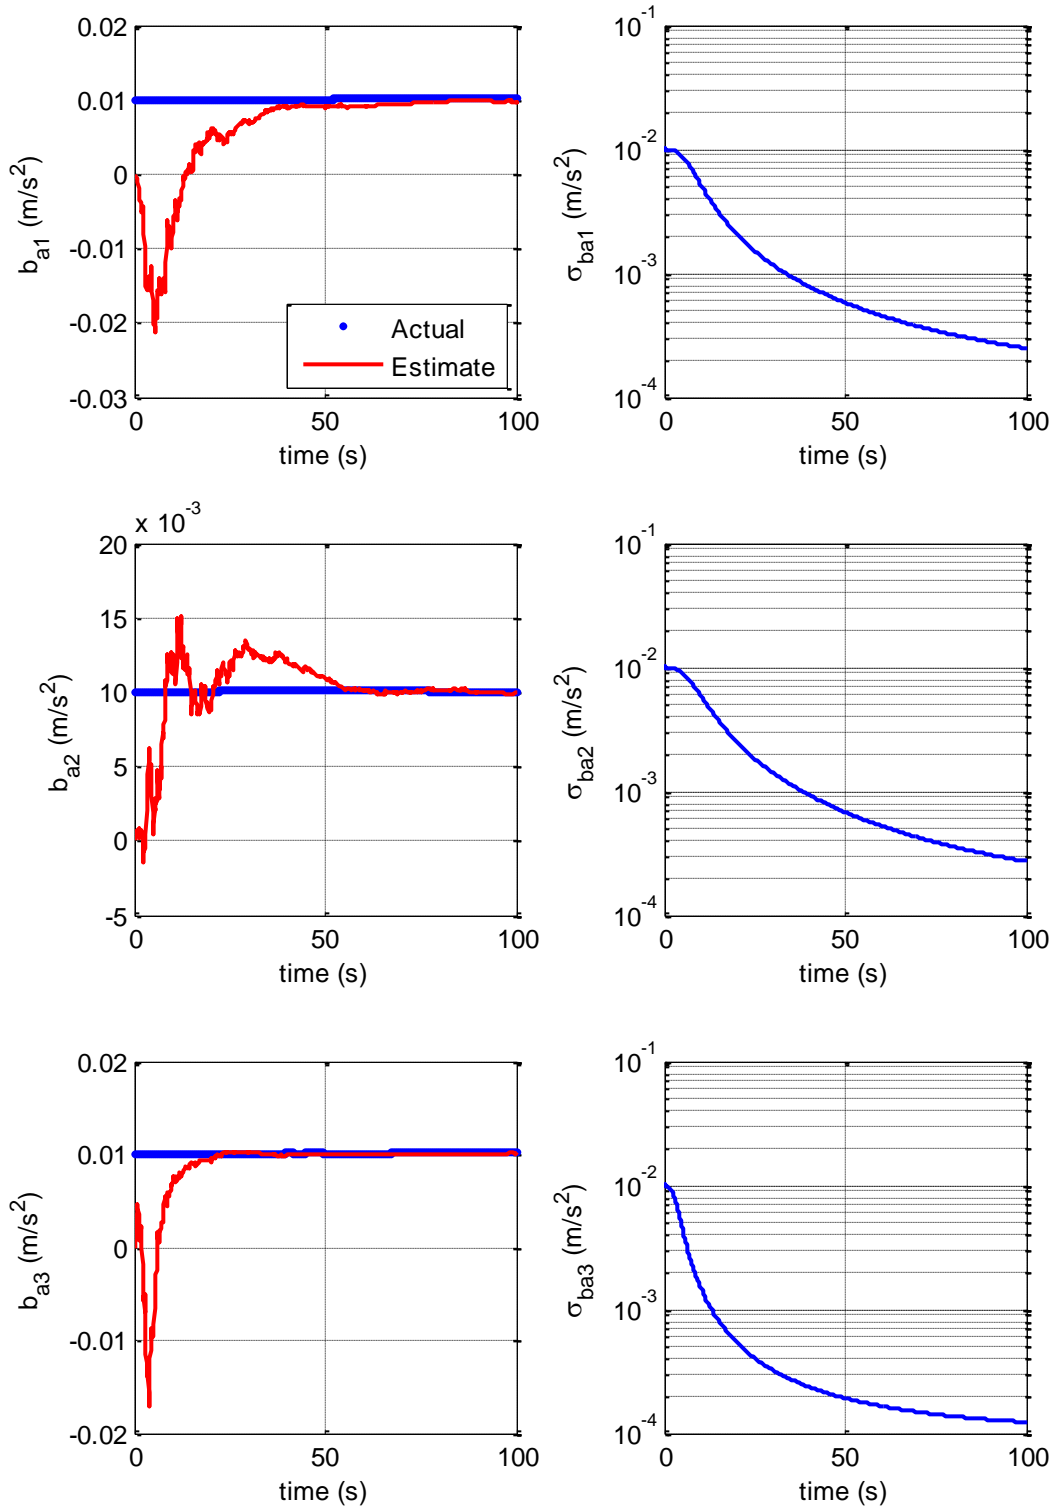 0.02
0.01
0
-0.01
-0.02
-0.03
b_a1 (m/s^2)
Actual
Estimate
0 50 100
time (s)
10^-1
10^-2
10^-3
10^-4
σ_ba1 (m/s^2)
0 50 100
time (s)
x 10^-3
20
15
10
5
0
-5
b_a2 (m/s^2)
0 50 100
time (s)
10^-1
10^-2
10^-3
10^-4
σ_ba2 (m/s^2)
0 50 100
time (s)
0.02
0.01
0
-0.01
-0.02
b_a3 (m/s^2)
0 50 100
time (s)
10^-1
10^-2
10^-3
10^-4
σ_ba3 (m/s^2)
0 50 100
time (s)